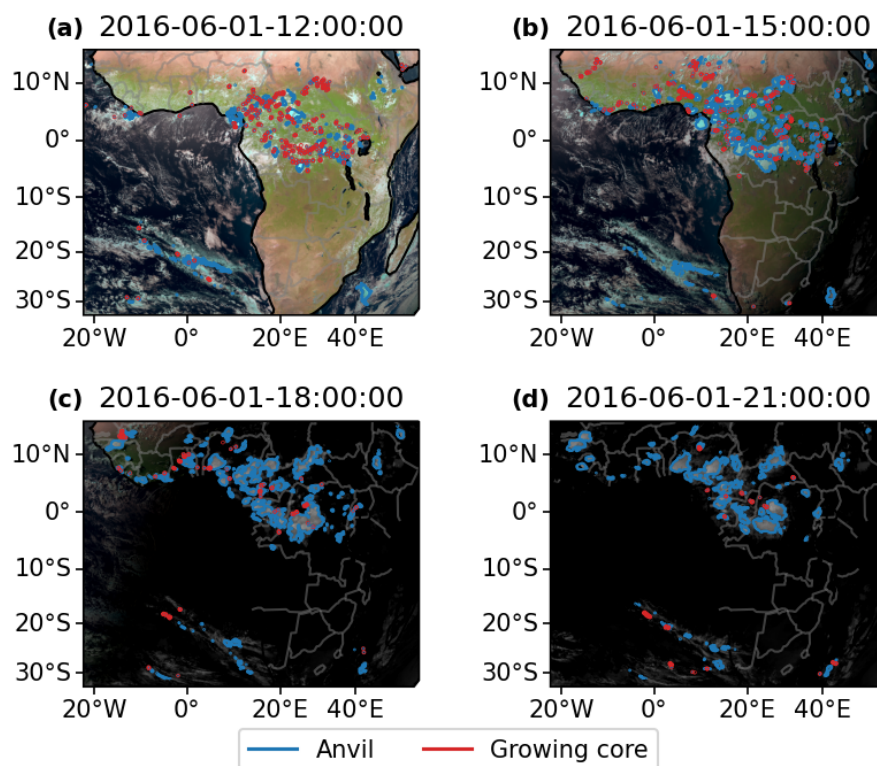 (a) 2016-06-01-12:00:00
10°N
0°
10°S
20°S
30°S
20°W 0° 20°E 40°E
(b) 2016-06-01-15:00:00
10°N
0°
10°S
20°S
30°S
20°W 0° 20°E 40°E
(c) 2016-06-01-18:00:00
10°N
0°
10°S
20°S
30°S
20°W 0° 20°E 40°E
(d) 2016-06-01-21:00:00
10°N
0°
10°S
20°S
30°S
20°W 0° 20°E 40°E
Anvil Growing core